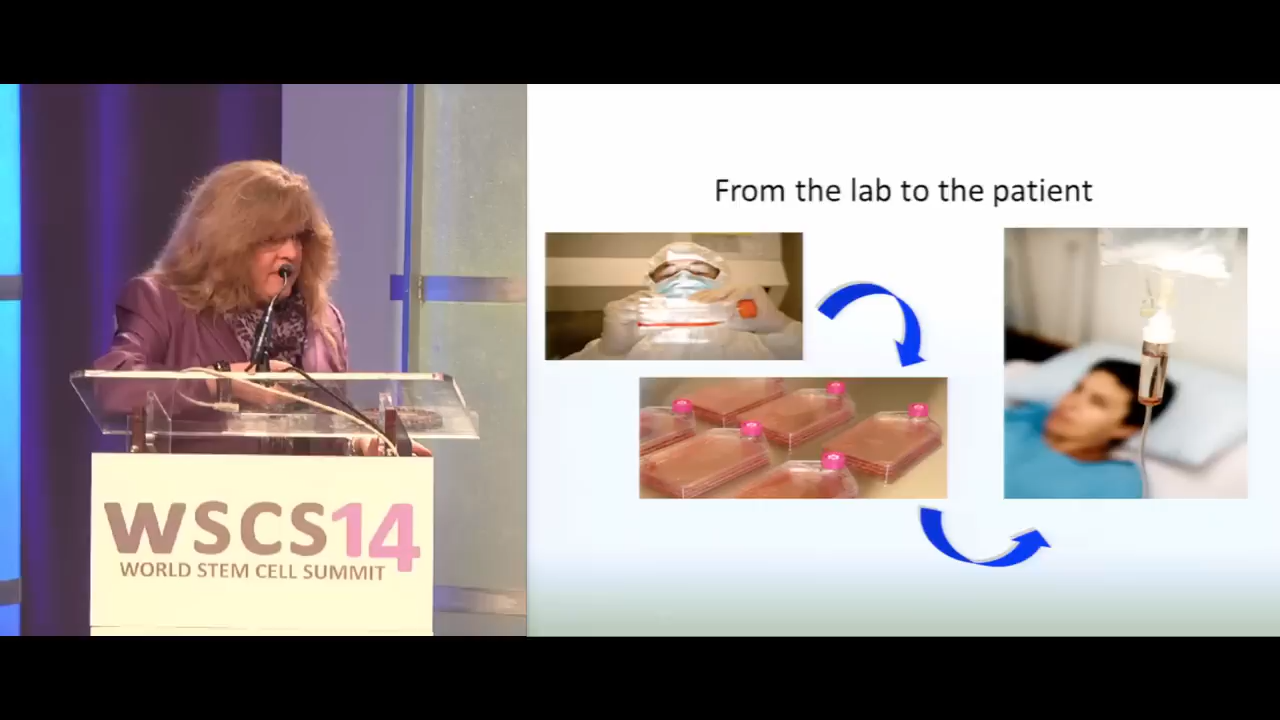 From the lab to the patient
WSCS14
WORLD STEM CELL SUMMIT